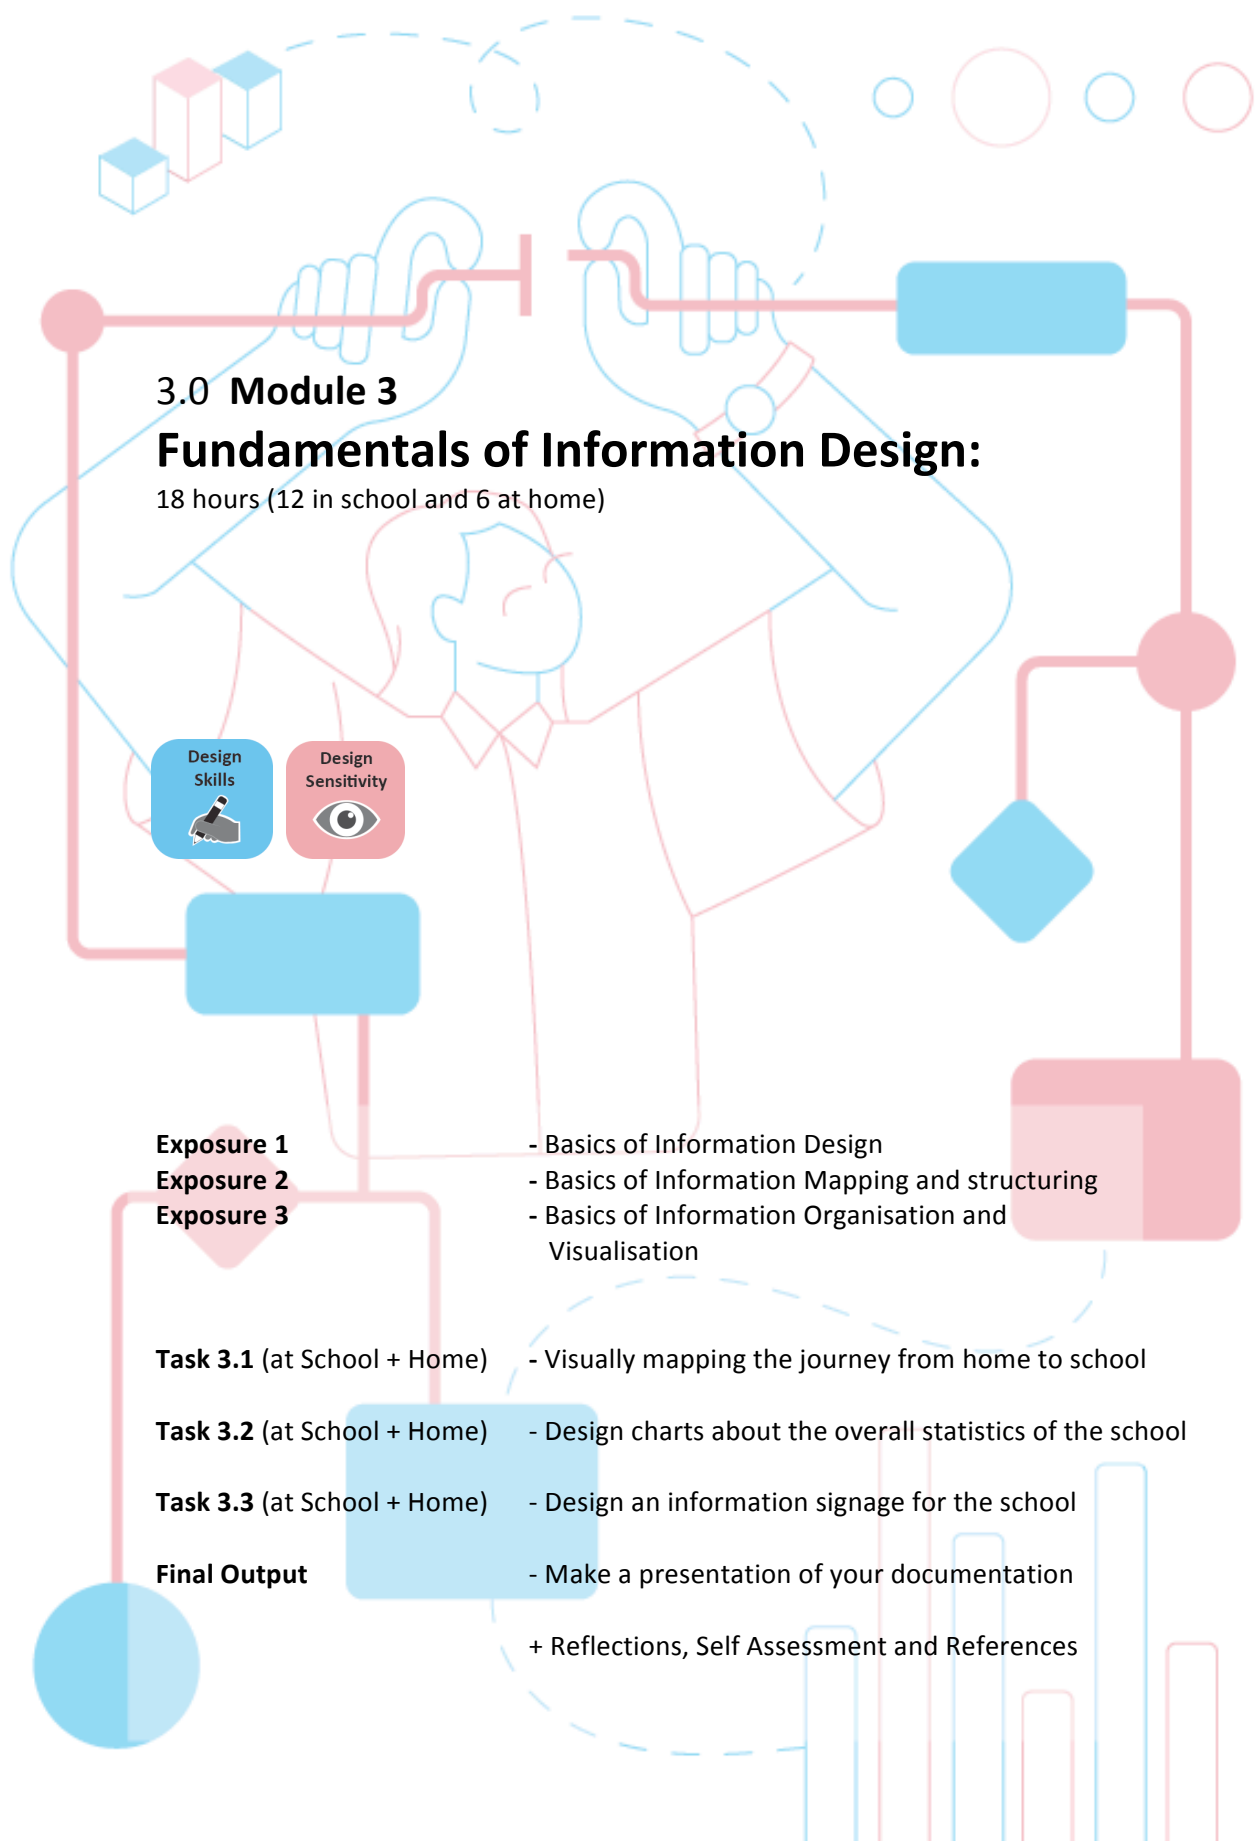 3.0 Module 3
Fundamentals of Information Design:
18 hours (12 in school and 6 at home)
Design
Skills
Design
Sensitivity
Exposure 1 - Basics of Information Design
Exposure 2 - Basics of Information Mapping and structuring
Exposure 3 - Basics of Information Organisation and
Visualisation
Task 3.1 (at School + Home) - Visually mapping the journey from home to school
Task 3.2 (at School + Home) - Design charts about the overall statistics of the school
Task 3.3 (at School + Home) - Design an information signage for the school
Final Output - Make a presentation of your documentation
+ Reflections, Self Assessment and References